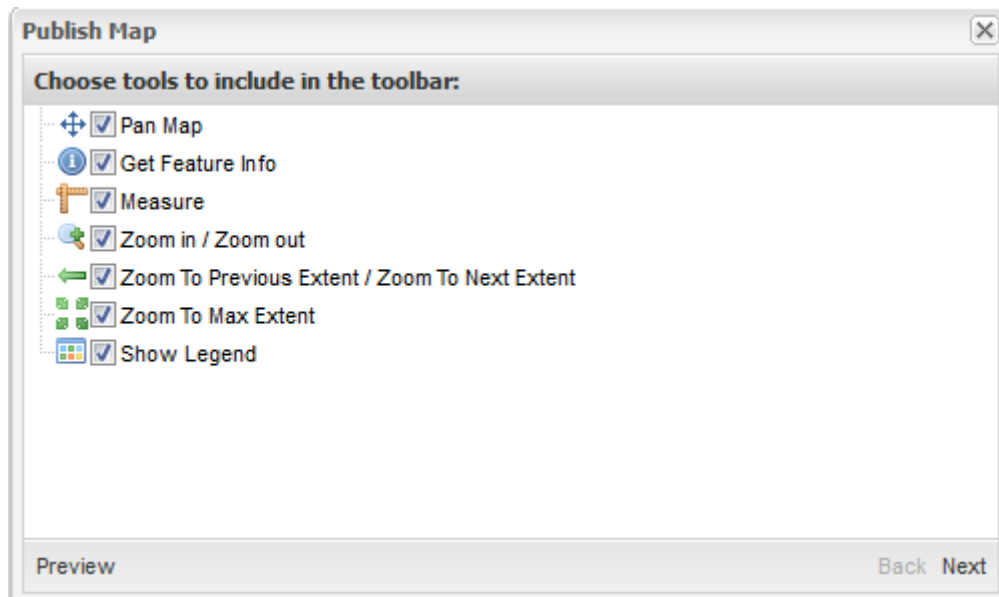 Publish Map
Choose tools to include in the toolbar:
Pan Map
Get Feature Info
Measure
Zoom in / Zoom out
Zoom To Previous Extent / Zoom To Next Extent
Zoom To Max Extent
Show Legend
Preview Back Next